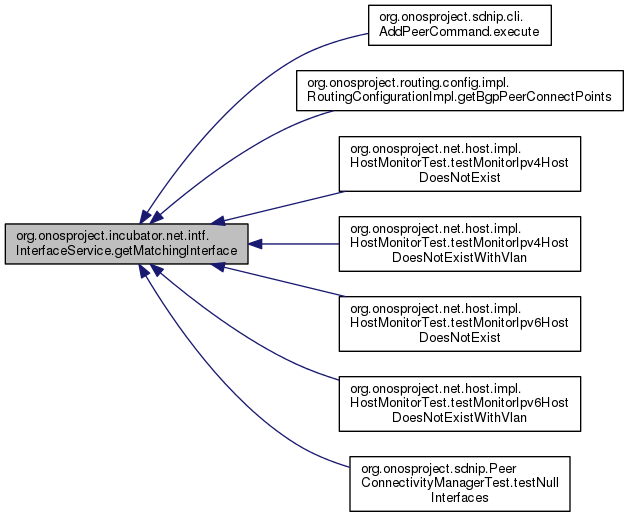 org.onosproject.sdnip.cli.
AddPeerCommand.execute
org.onosproject.routing.config.impl.
RoutingConfigurationImpl.getBgpPeerConnectPoints
org.onosproject.net.host.impl.
HostMonitorTest.testMonitorIpv4Host
DoesNotExist
org.onosproject.incubator.net.intf.
InterfaceService.getMatchingInterface
org.onosproject.net.host.impl.
HostMonitorTest.testMonitorIpv4Host
DoesNotExistWithVlan
org.onosproject.net.host.impl.
HostMonitorTest.testMonitorIpv6Host
DoesNotExist
org.onosproject.net.host.impl.
HostMonitorTest.testMonitorIpv6Host
DoesNotExistWithVlan
org.onosproject.sdnip.Peer
ConnectivityManagerTest.testNull
Interfaces